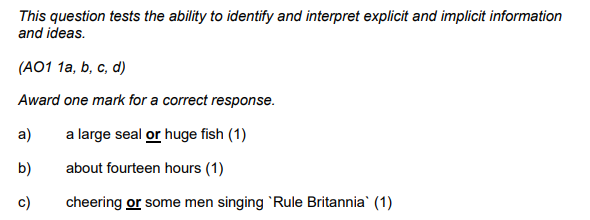 This question tests the ability to identify and interpret explicit and implicit information
and ideas.
(AO1 1a, b, c, d)
Award one mark for a correct response.
a) a large seal or huge fish (1)
b) about fourteen hours (1)
c) cheering or some men singing `Rule Britannia` (1)